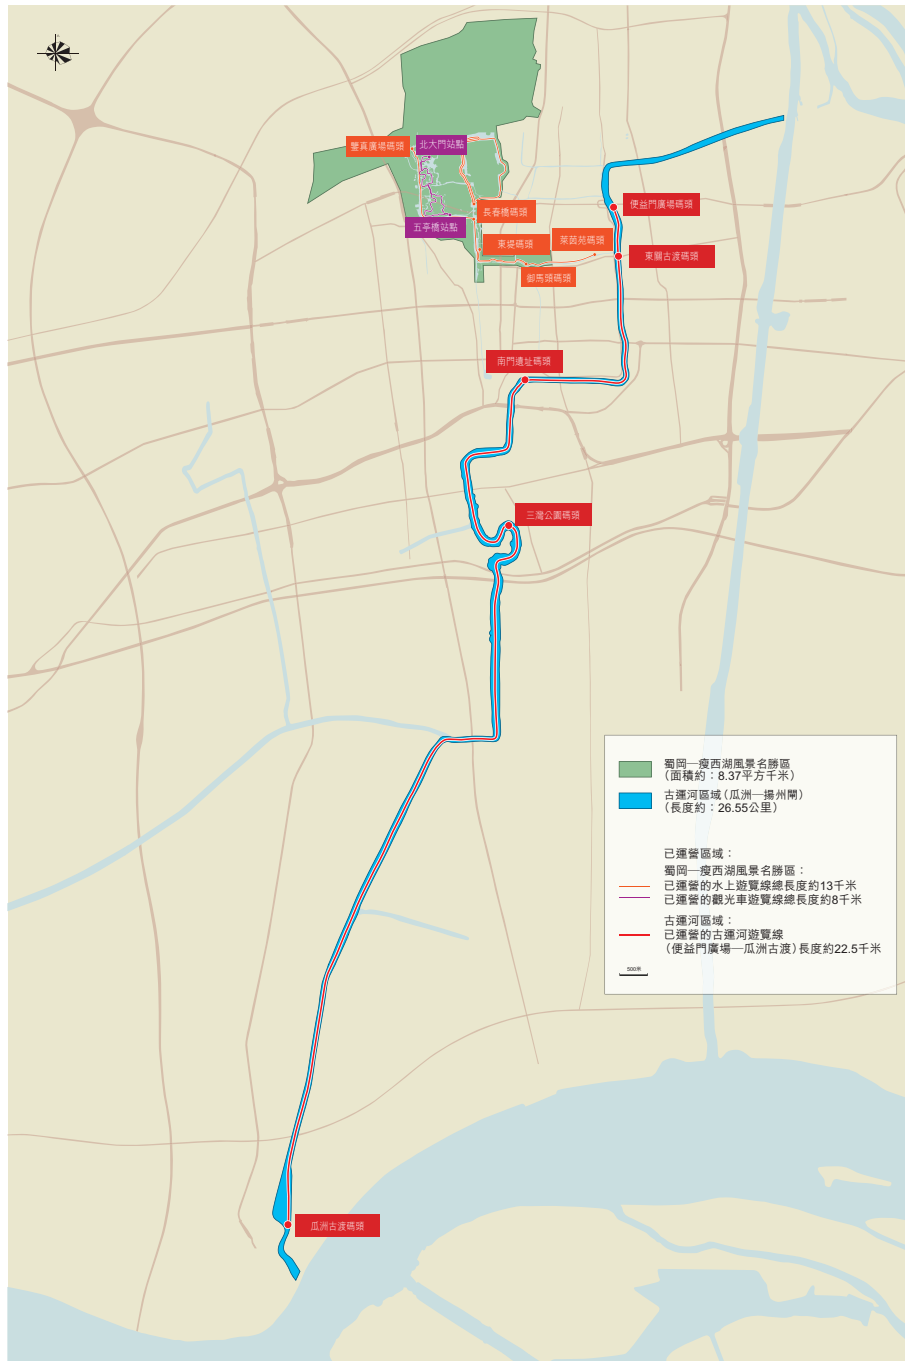 鑒真廣場碼頭
北大門站點
長春橋碼頭
五亭橋站點
東堤碼頭
萊茵苑碼頭
御馬頭碼頭
便益門廣場碼頭
東關古渡碼頭
南門遺址碼頭
三灣公園碼頭
蜀岡—瘦西湖風景名勝區
（面積約：8.37平方千米）
古運河區域（瓜洲—揚州閘）
（長度約：26.55公里）
已運營區域：
蜀岡—瘦西湖風景名勝區：
已運營的水上遊覽線總長度約13千米
已運營的觀光車遊覽線總長度約8千米
古運河區域：
已運營的古運河遊覽線
（便益門廣場—瓜洲古渡）長度約22.5千米
500米
瓜洲古渡碼頭